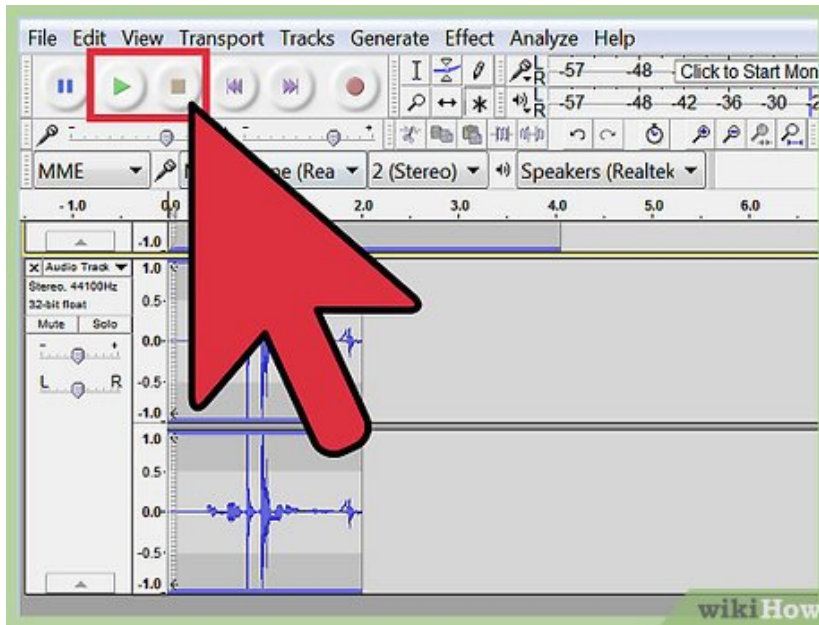 File Edit View Transport Tracks Generate Effect Analyze Help
R -57 -48 Click to Start Mon
L R -57 -48 -42 -36 -30
MME (Rea 2 (Stereo) Speakers (Realtek
-1.0 2.0 3.0 4.0 5.0 6.0
-1.0
X Audio Track 1.0
Stereo, 44100Hz
32-bit float 0.5
Mute Solo
- + 0.0
L R -0.5
-1.0
1.0
0.5
0.0
-0.5
-1.0
wikiHow